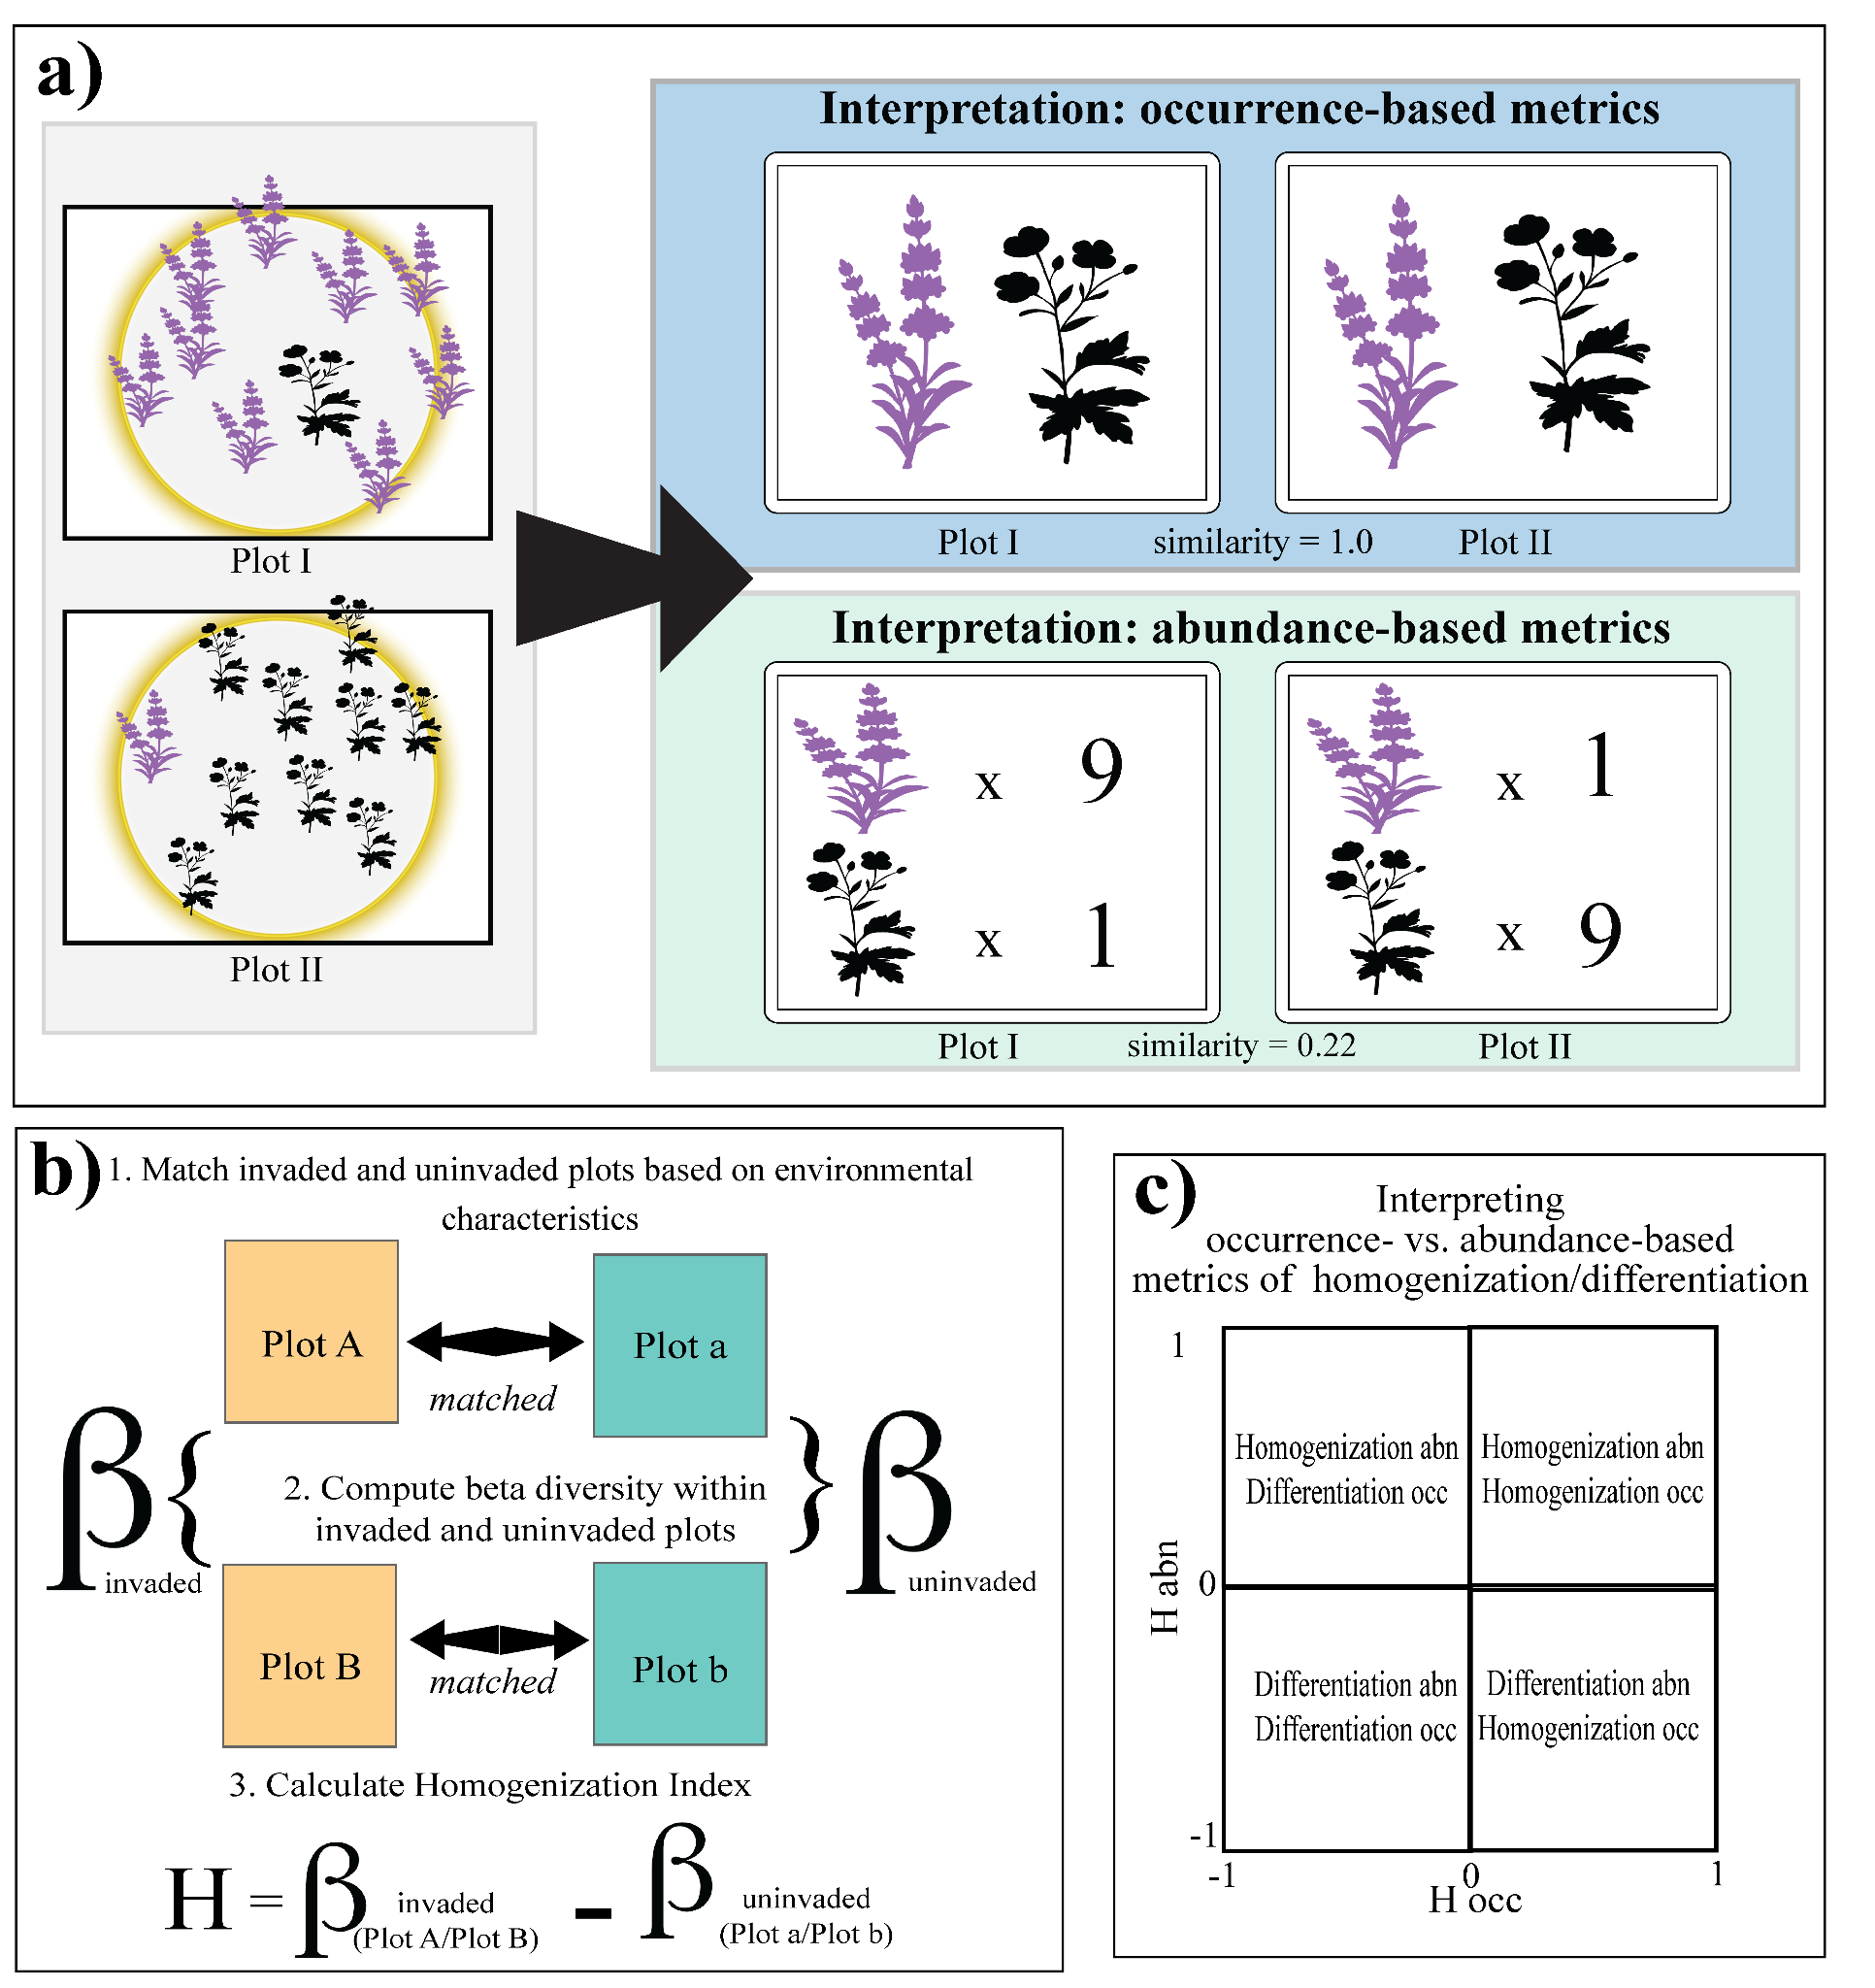 a)
Plot I
Plot II
Interpretation: occurrence-based metrics
Plot I
similarity = 1.0
Plot II
Interpretation: abundance-based metrics
x 9
x 1
x 1
x 9
Plot I
similarity = 0.22
Plot II
b)
1. Match invaded and uninvaded plots based on environmental
characteristics
Plot A
Plot a
matched
β { invaded
2. Compute beta diversity within
invaded and uninvaded plots
} β uninvaded
Plot B
Plot b
matched
3. Calculate Homogenization Index
H = β invaded - β uninvaded
(Plot A/Plot B)
(Plot a/Plot b)
c)
Interpreting
occurrence- vs. abundance-based
metrics of homogenization/differentiation
1
Homogenization abn
Differentiation occ
Homogenization abn
Homogenization occ
H abn
0
Differentiation abn
Differentiation occ
Differentiation abn
Homogenization occ
-1
-1
0
1
H occ